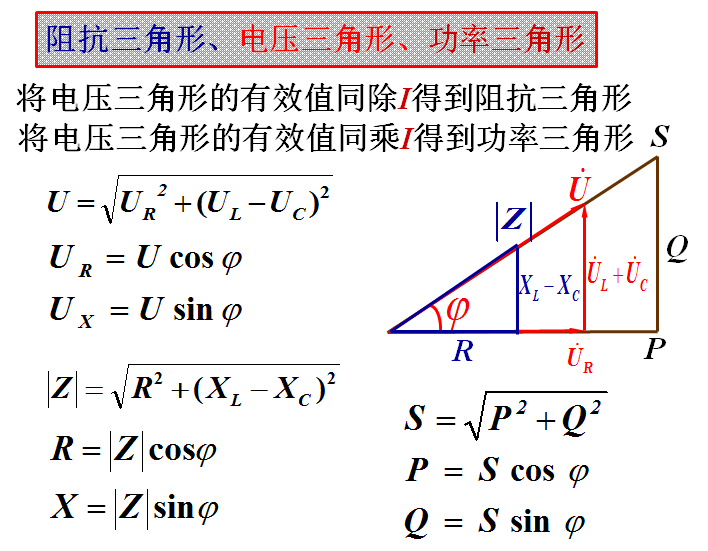 阻抗三角形、电压三角形、功率三角形
将电压三角形的有效值同除I得到阻抗三角形
将电压三角形的有效值同乘I得到功率三角形
S
U = √(U_R² + (U_L − U_C)²)
U̇
|Z|
U_R = U cos φ
Q
X_L − X_C
U̇_L + U̇_C
U_X = U sin φ
φ
R
U̇_R
P
|Z| = √(R² + (X_L − X_C)²)
R = |Z| cos φ
X = |Z| sin φ
S = √(P² + Q²)
P = S cos φ
Q = S sin φ